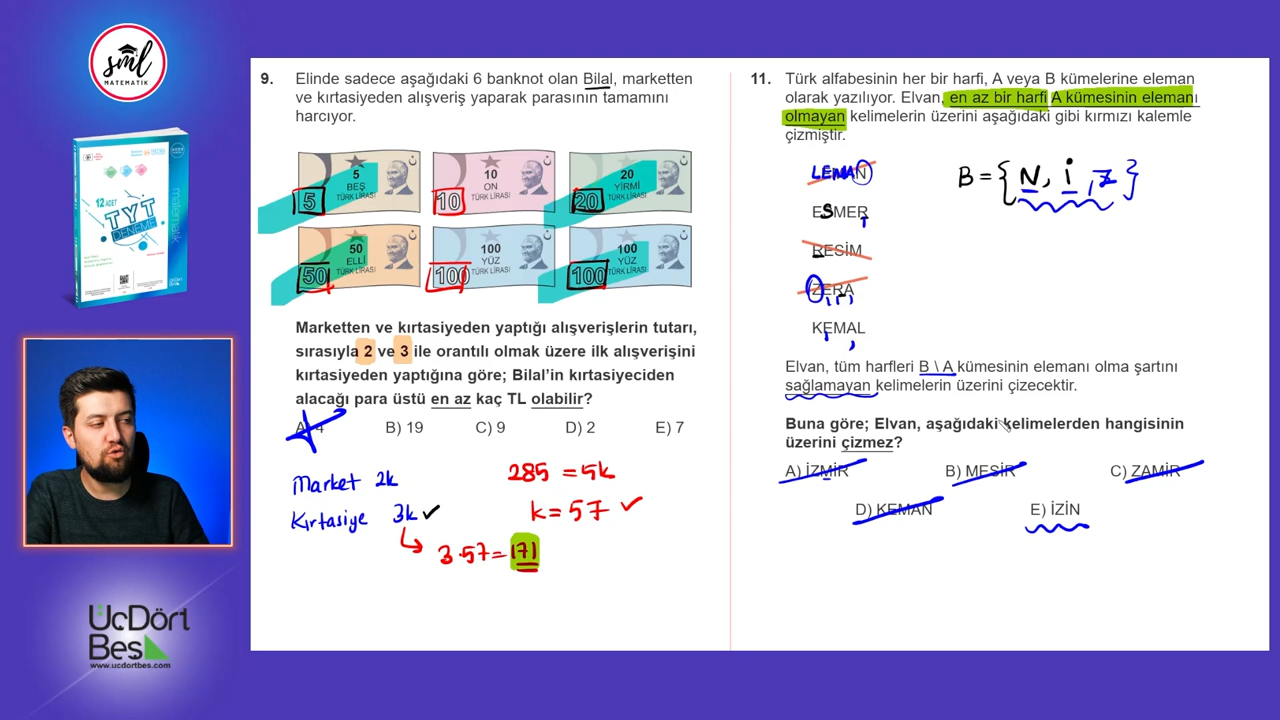 sml
MATEMATİK
12 ADET
TYT
DENEME
matematik
ÜçDört
Beş
www.ucdortbes.com
9. Elinde sadece aşağıdaki 6 banknot olan Bilal, marketten
ve kırtasiyeden alışveriş yaparak parasının tamamını
harcıyor.
5
BEŞ
TÜRK LİRASI
5
10
ON
TÜRK LİRASI
10
20
YİRMİ
TÜRK LİRASI
20
50
ELLİ
TÜRK LİRASI
50
100
YÜZ
TÜRK LİRASI
100
100
YÜZ
TÜRK LİRASI
100
Marketten ve kırtasiyeden yaptığı alışverişlerin tutarı,
sırasıyla 2 ve 3 ile orantılı olmak üzere ilk alışverişini
kırtasiyeden yaptığına göre; Bilal'in kırtasiyeciden
alacağı para üstü en az kaç TL olabilir?
A) 4 B) 19 C) 9 D) 2 E) 7
Market 2k
Kırtasiye 3k
285 = 5k
k = 57
3.57 = 171
11. Türk alfabesinin her bir harfi, A veya B kümelerine eleman
olarak yazılıyor. Elvan, en az bir harfi A kümesinin elemanı
olmayan kelimelerin üzerini aşağıdaki gibi kırmızı kalemle
çizmiştir.
LEMAN
ESMER
RESİM
ZERA
KEMAL
B = { N, i, z }
Elvan, tüm harfleri B \ A kümesinin elemanı olma şartını
sağlamayan kelimelerin üzerini çizecektir.
Buna göre; Elvan, aşağıdaki kelimelerden hangisinin
üzerini çizmez?
A) İZMİR B) MESİR C) ZAMİR
D) KEMAN E) İZİN